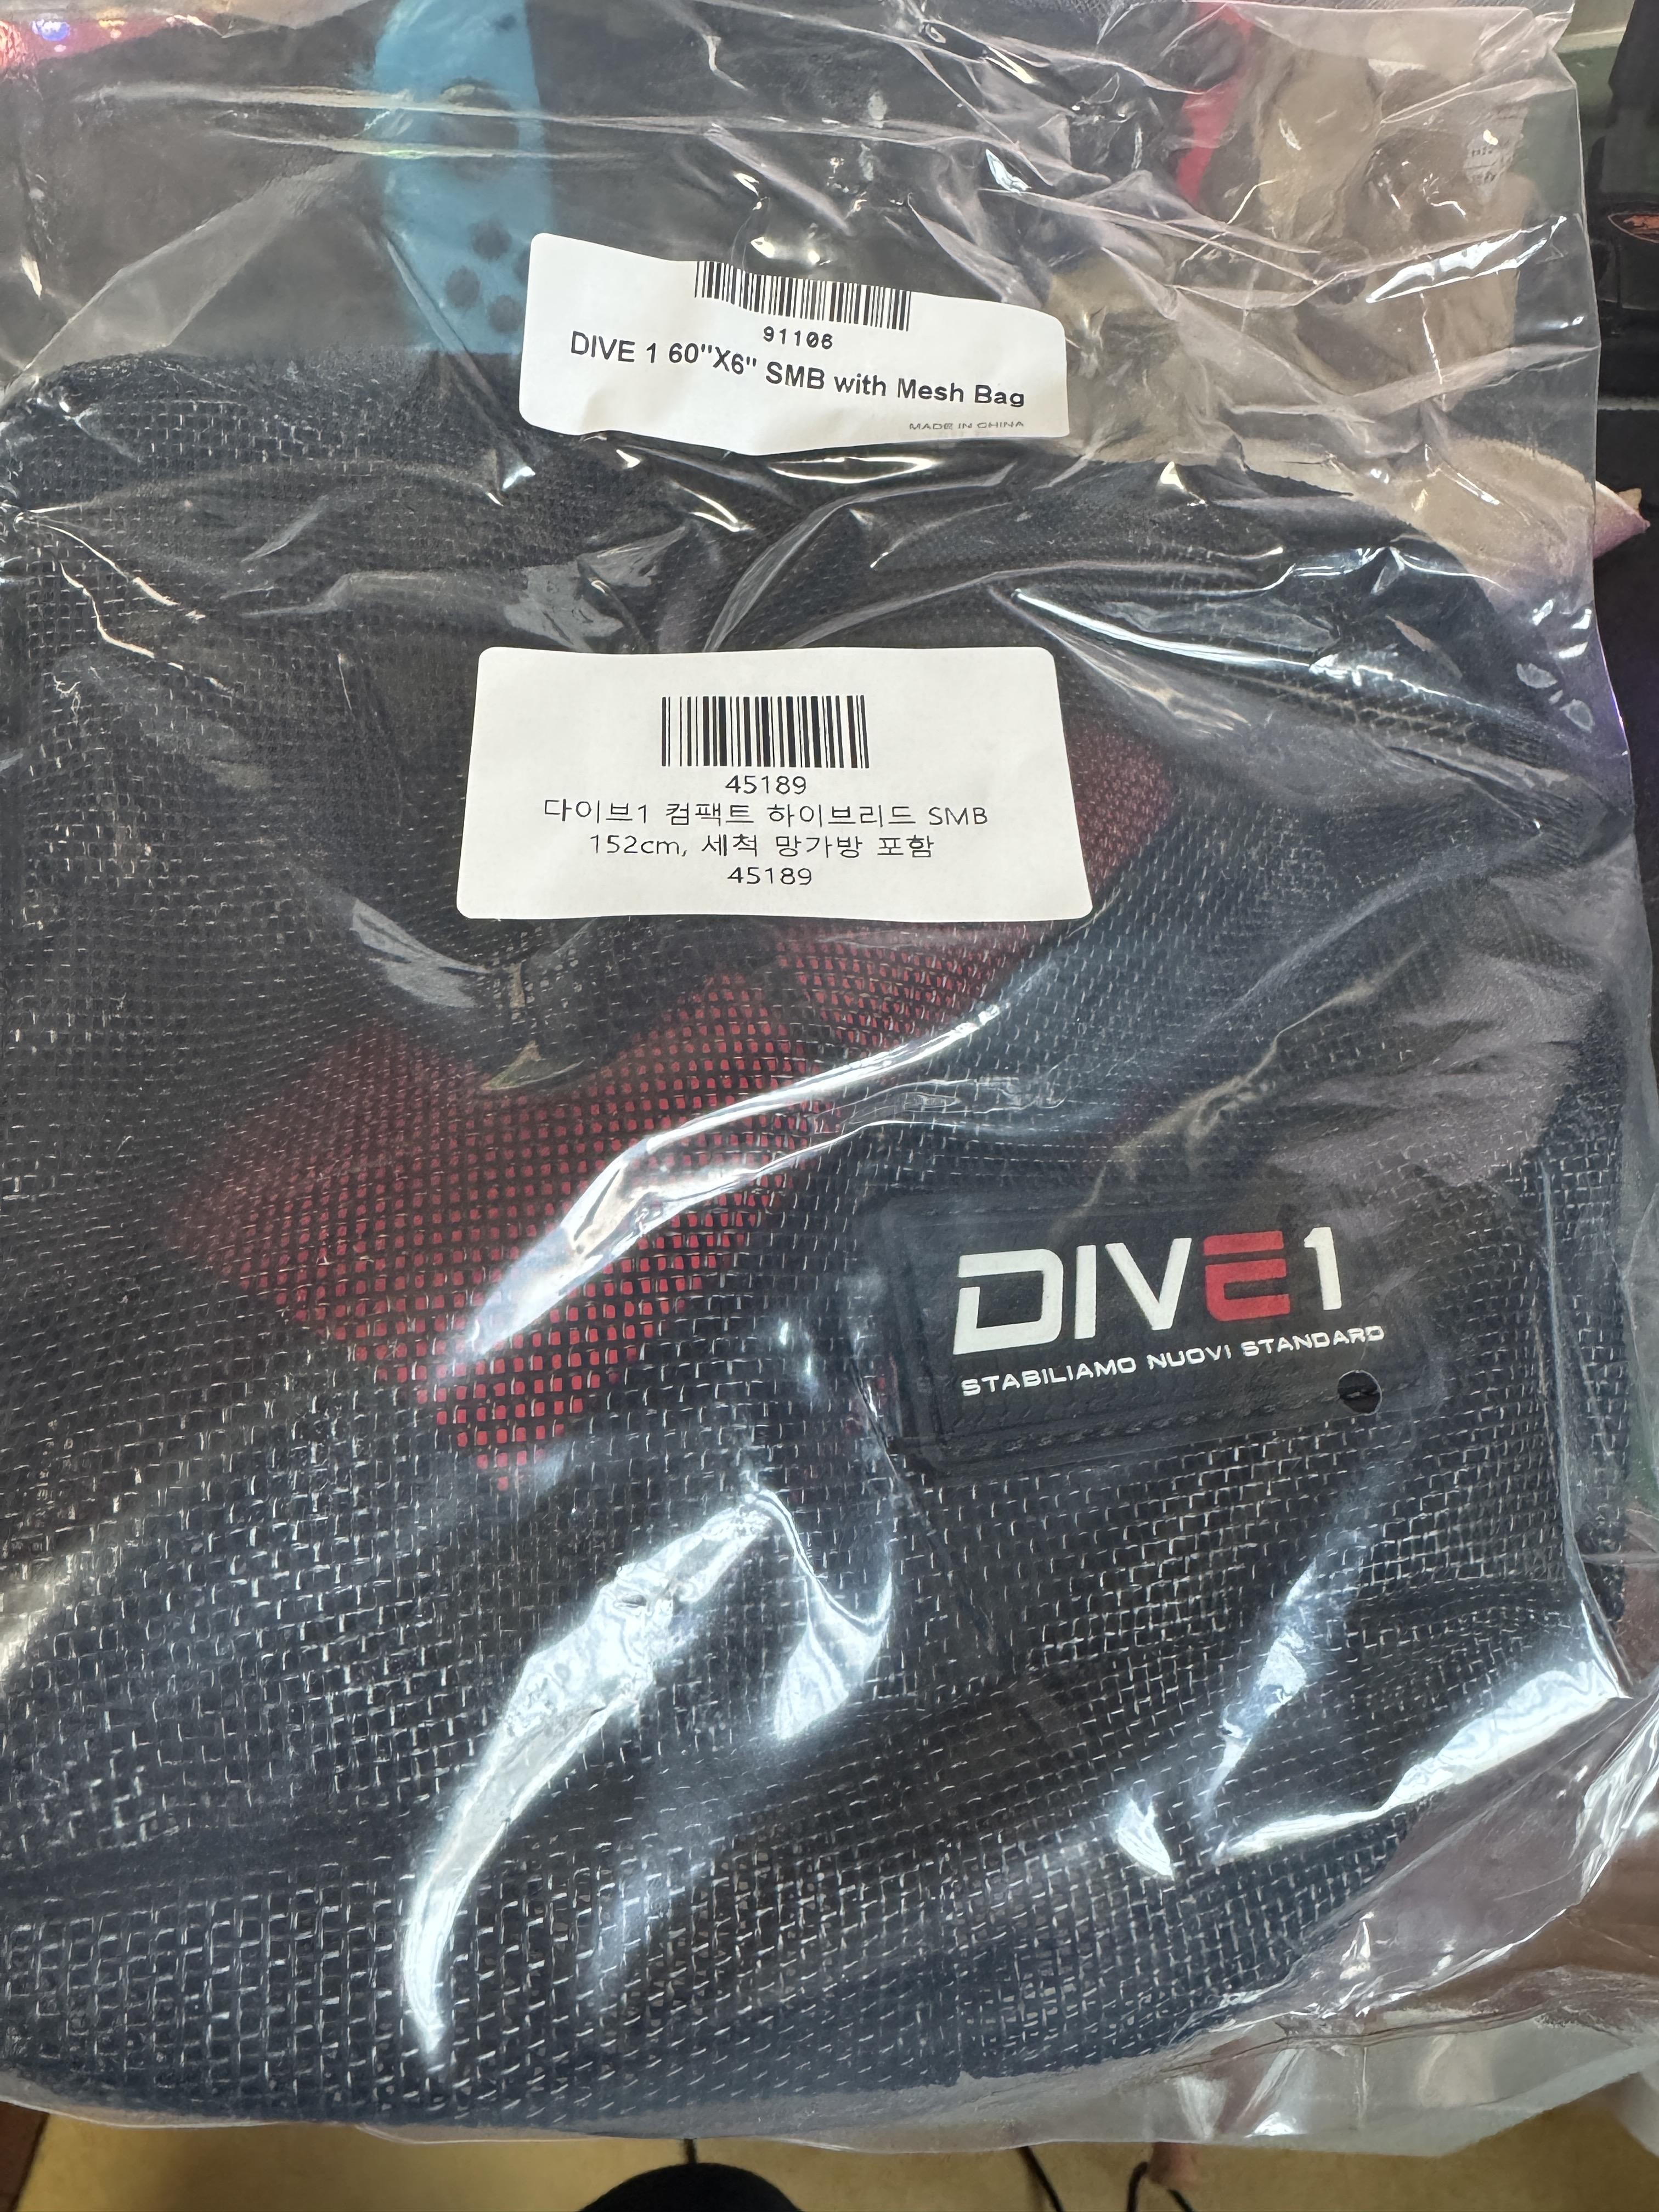 91106
DIVE 1 60"X6" SMB with Mesh Bag
MADE IN CHINA
45189
다이브1 컴팩트 하이브리드 SMB
152cm, 세척 망가방 포함
45189
DIVE1
STABILIAMO NUOVI STANDARD